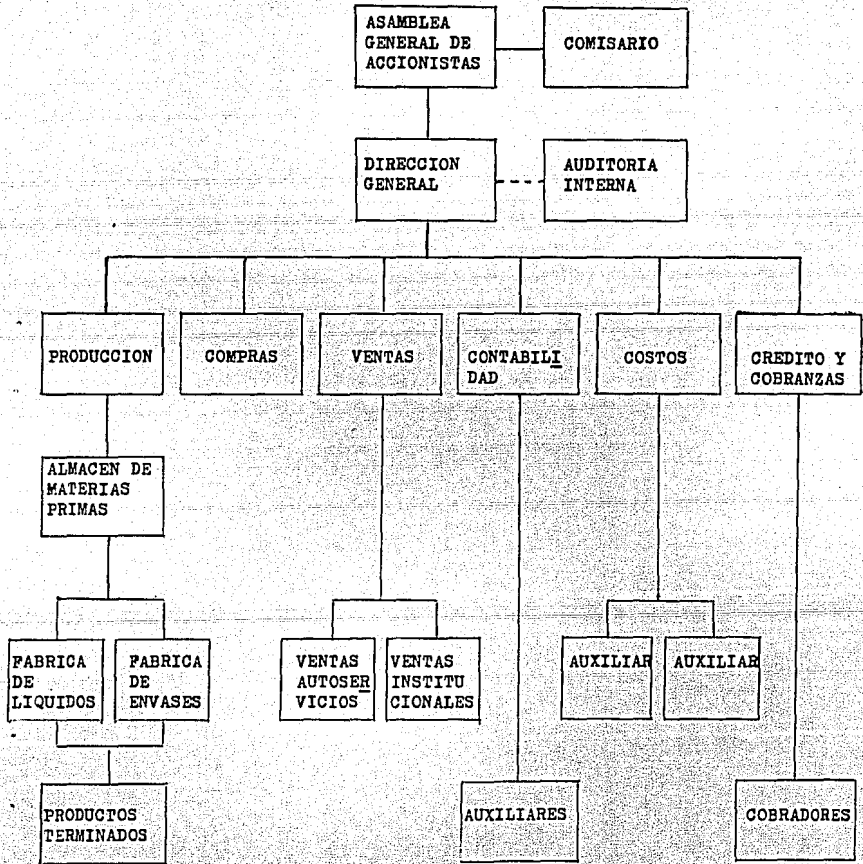 ASAMBLEA
GENERAL DE
ACCIONISTAS
COMISARIO
DIRECCION
GENERAL
AUDITORIA
INTERNA
PRODUCCION
COMPRAS
VENTAS
CONTABILI
DAD
COSTOS
CREDITO Y
COBRANZAS
ALMACEN DE
MATERIAS
PRIMAS
FABRICA
DE
LIQUIDOS
FABRICA
DE
ENVASES
VENTAS
AUTOSER
VICIOS
VENTAS
INSTITU
CIONALES
AUXILIAR
AUXILIAR
PRODUCTOS
TERMINADOS
AUXILIARES
COBRADORES